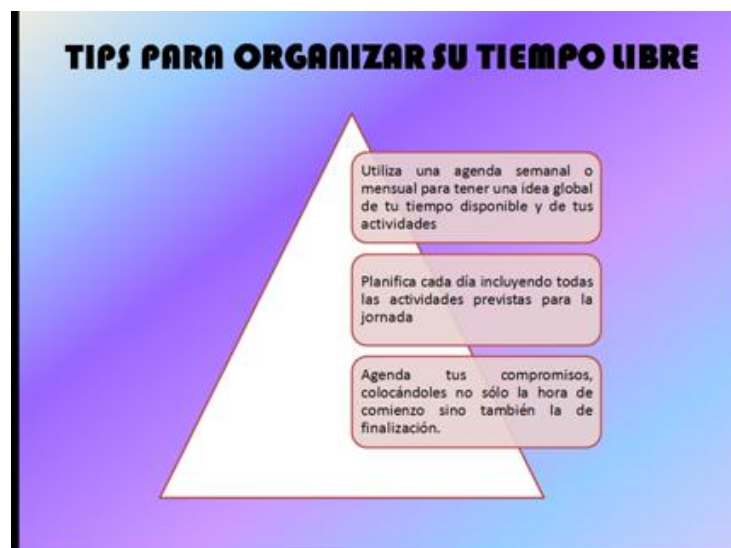 TIPS PARA ORGANIZAR SU TIEMPO LIBRE
Utiliza una agenda semanal o
mensual para tener una idea global
de tu tiempo disponible y de tus
actividades
Planifica cada día incluyendo todas
las actividades previstas para la
jornada
Agenda tus compromisos,
colocándoles no sólo la hora de
comienzo sino también la de
finalización.